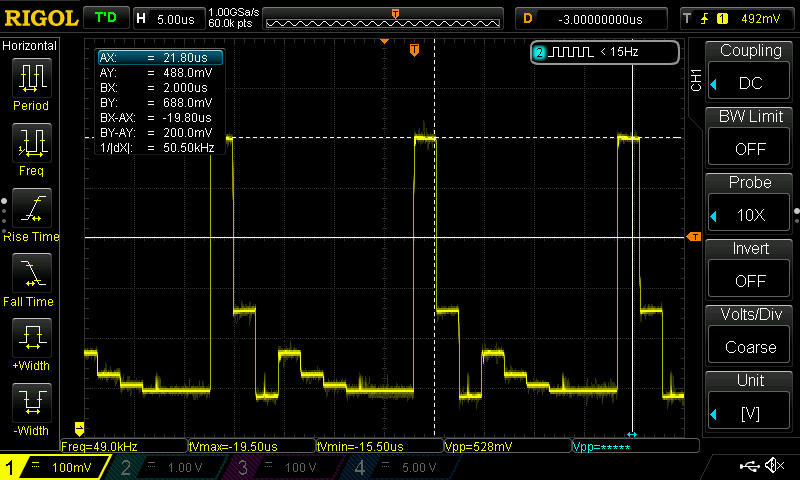 RIGOL T'D H 5.00us 1.00GSa/s 60.0k pts T D -3.00000000us T 1 492mV
Horizontal
Period
Freq
Rise Time
Fall Time
+Width
-Width
AX: = 21.80us
AY: = 488.0mV
BX: = 2.000us
BY: = 688.0mV
BX-AX: = -19.80us
BY-AY: = 200.0mV
1/|dX|: = 50.50kHz
T
2 < 15Hz
T
CH1
Coupling
DC
BW Limit
OFF
Probe
10X
Invert
OFF
Volts/Div
Coarse
Unit
[V]
Freq=49.0kHz tVmax=-19.50us tVmin=-15.50us Vpp=528mV Vpp=*****
1 = 100mV 2 = 1.00 V 3 = 100 V 4 = 5.00 V